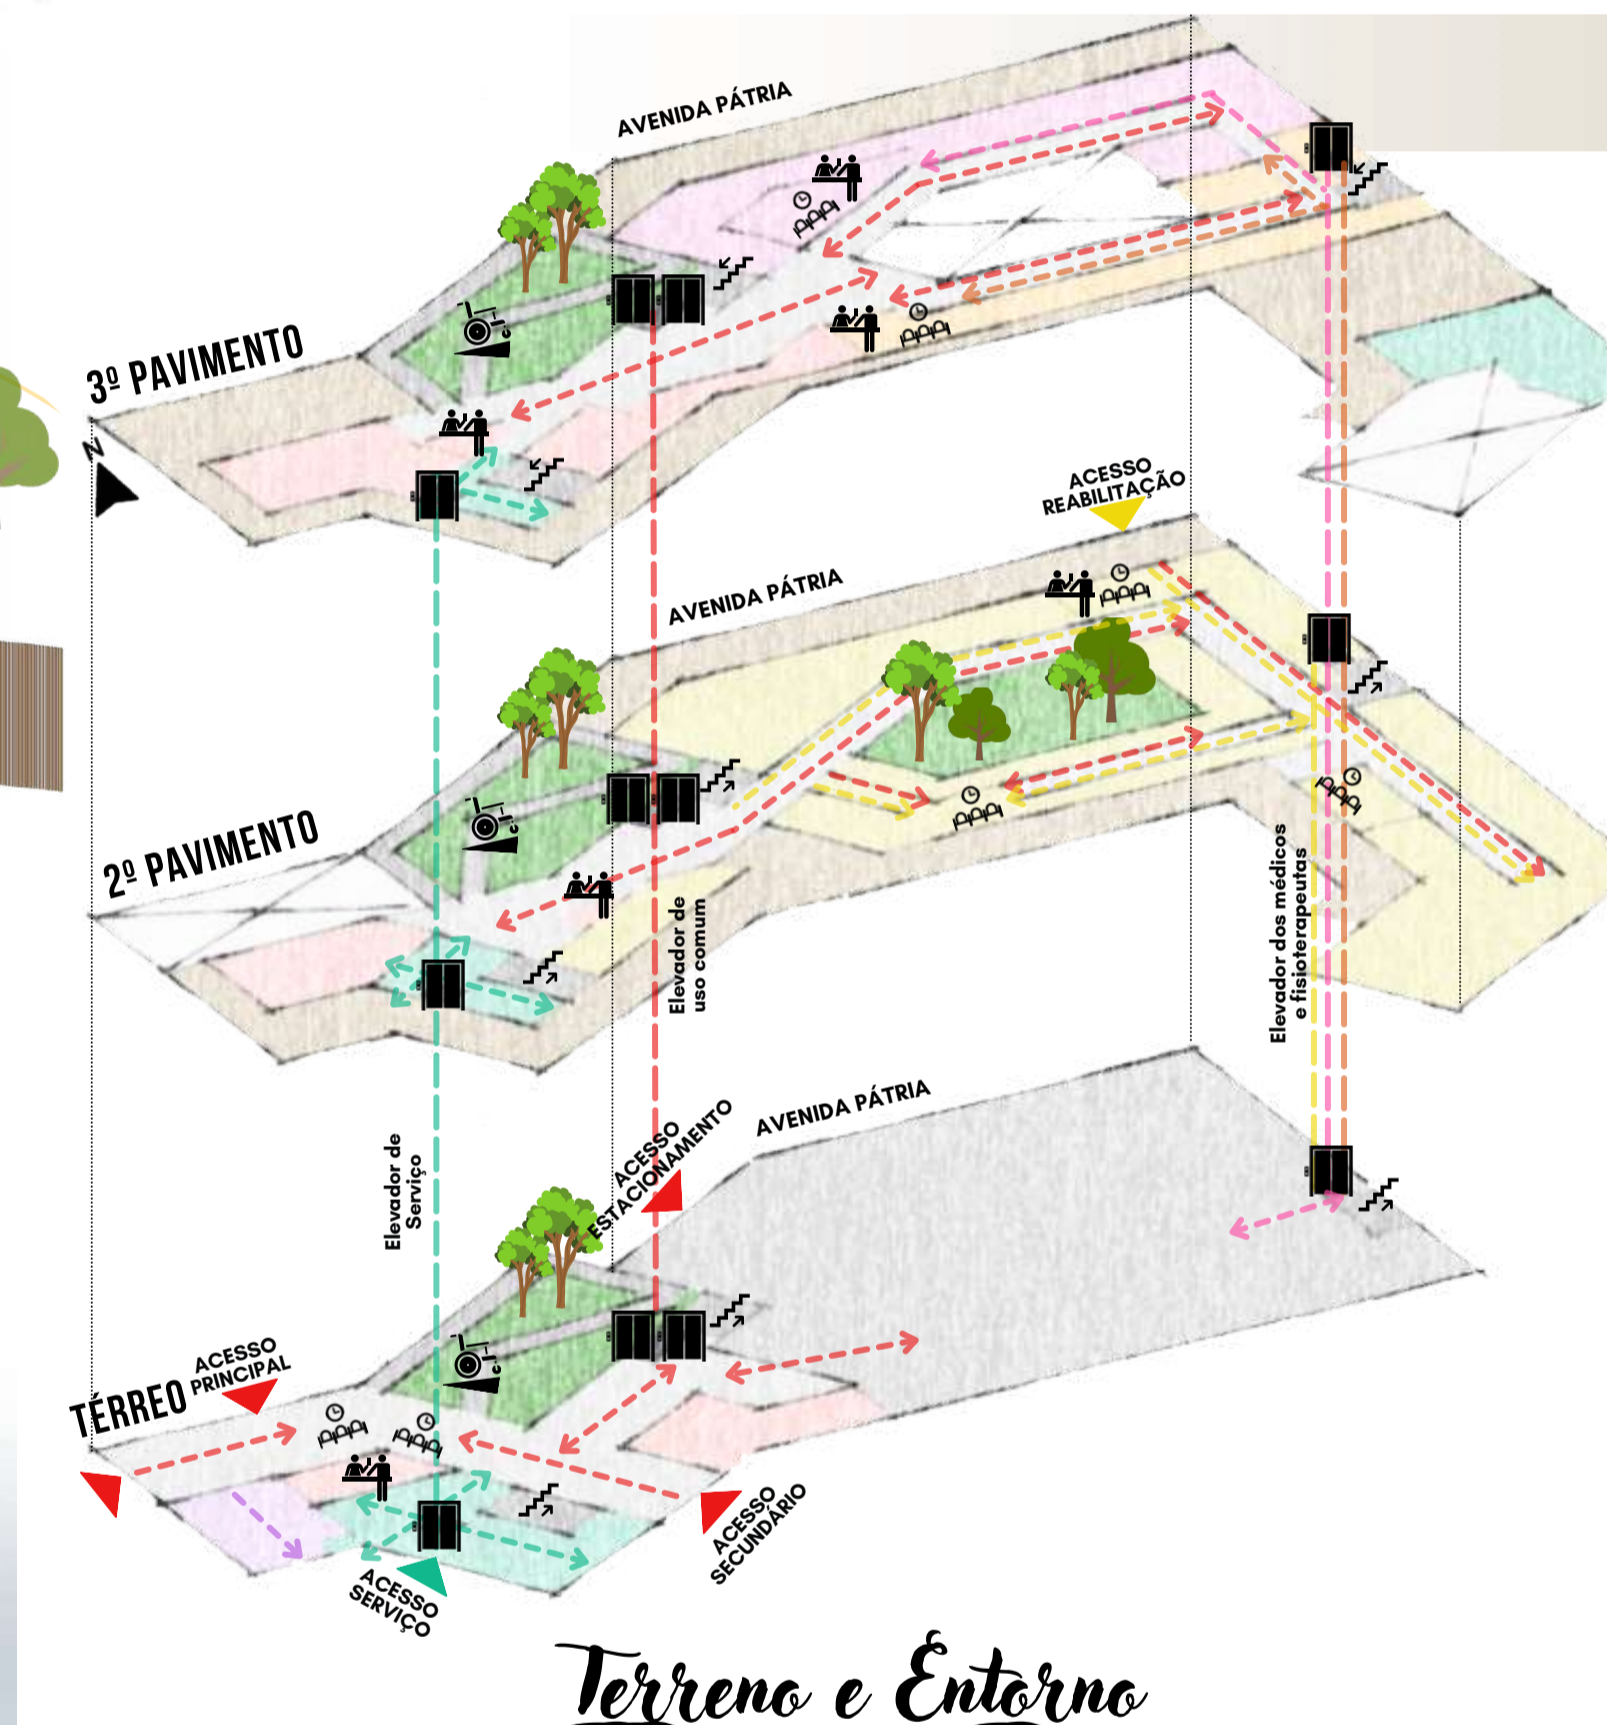 AVENIDA PÁTRIA
3º PAVIMENTO
N
ACESSO
REABILITAÇÃO
AVENIDA PÁTRIA
2º PAVIMENTO
Elevador de
uso comum
Elevador dos médicos
e fisioterapeutas
AVENIDA PÁTRIA
ACESSO
ESTACIONAMENTO
Elevador de
Serviço
ACESSO
PRINCIPAL
TÉRREO
ACESSO
SECUNDÁRIO
ACESSO
SERVIÇO
Terreno e Entorno